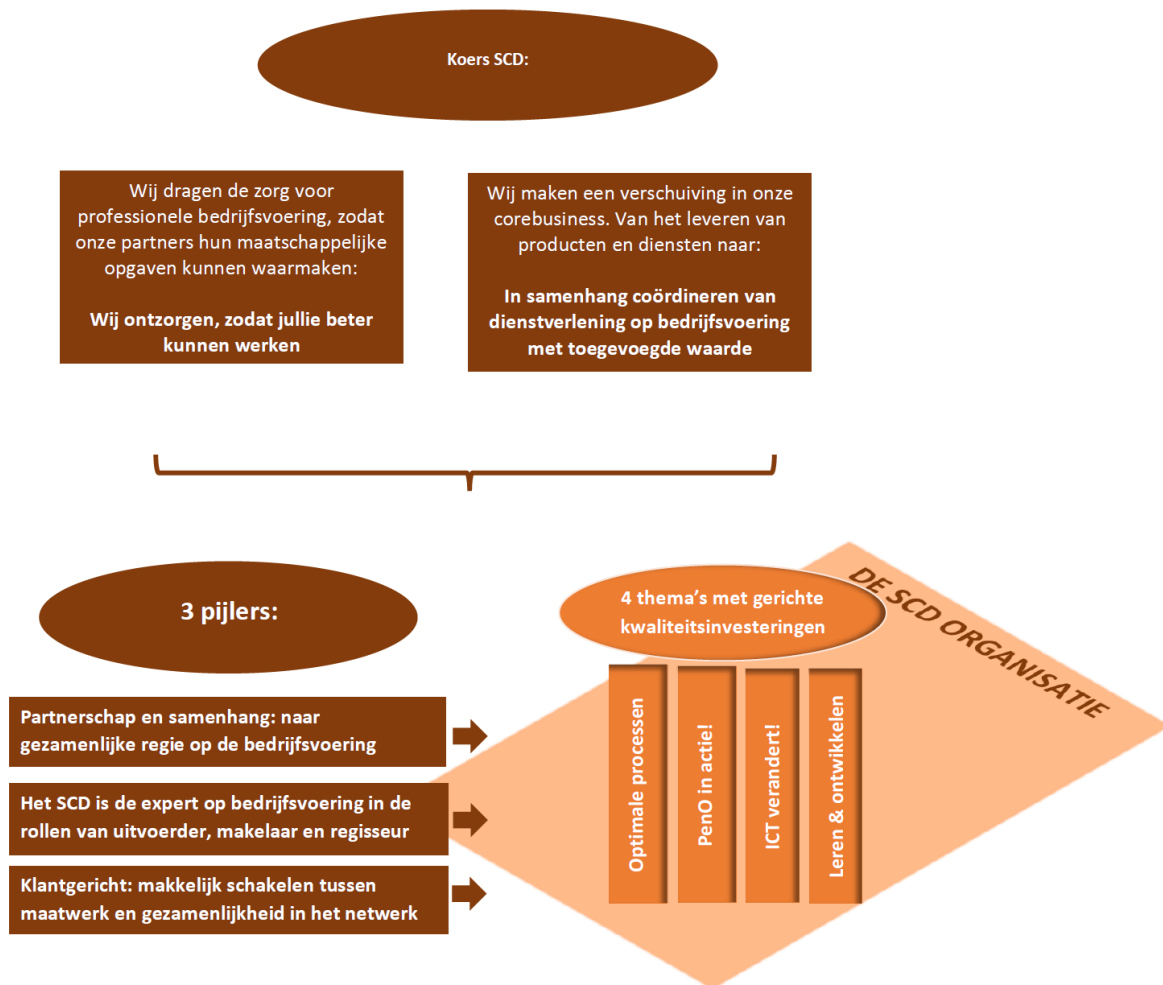 Koers SCD:
Wij dragen de zorg voor
professionele bedrijfsvoering, zodat
onze partners hun maatschappelijke
opgaven kunnen waarmaken:
Wij ontzorgen, zodat jullie beter
kunnen werken
Wij maken een verschuiving in onze
corebusiness. Van het leveren van
producten en diensten naar:
In samenhang coördineren van
dienstverlening op bedrijfsvoering
met toegevoegde waarde
3 pijlers:
Partnerschap en samenhang: naar
gezamenlijke regie op de bedrijfsvoering
Het SCD is de expert op bedrijfsvoering in de
rollen van uitvoerder, makelaar en regisseur
Klantgericht: makkelijk schakelen tussen
maatwerk en gezamenlijkheid in het netwerk
4 thema's met gerichte
kwaliteitsinvesteringen
Optimale processen
PenO in actie!
ICT verandert!
Leren & ontwikkelen
DE SCD ORGANISATIE